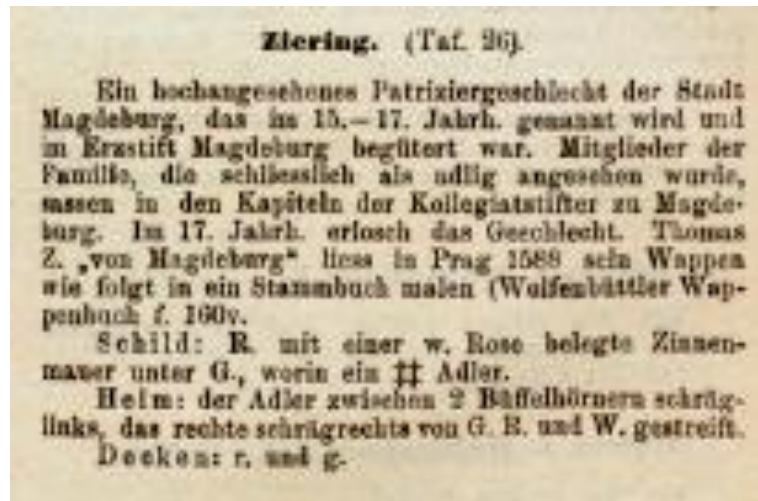 Ziering. (Taf. 26).
Ein hochangesehenes Patriziergeschlecht der Stadt
Magdeburg, das im 15.–17. Jahrh. genannt wird und
im Erzstift Magdeburg begütert war. Mitglieder der
Familie, die schliesslich als adlig angesehen wurde,
sassen in den Kapiteln der Kollegiatstifter zu Magde-
burg. Im 17. Jahrh. erlosch das Geschlecht. Thomas
Z. „von Magdeburg“ liess in Prag 1588 sein Wappen
wie folgt in ein Stammbuch malen (Wolfenbüttler Wap-
penbuch f. 160v.
Schild: R. mit einer w. Rose belegte Zinnen-
mauer unter G., worin ein ‡‡ Adler.
Helm: der Adler zwischen 2 Büffelhörnern schräg-
links, das rechte schrägrechts von G. R. und W. gestreift.
Decken: r. und g.